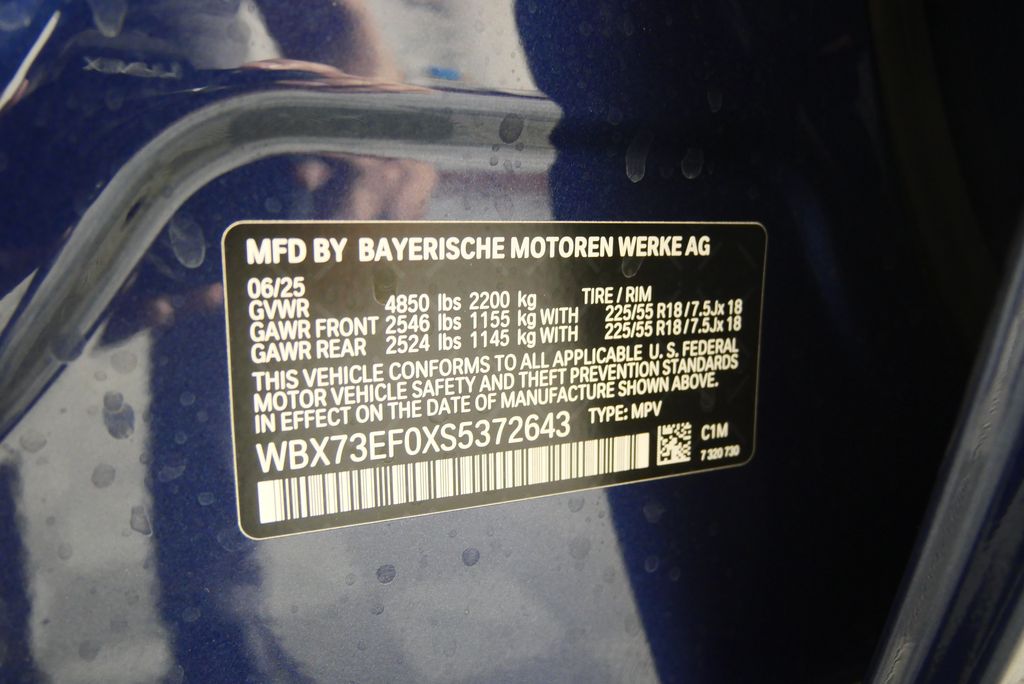 MFD BY BAYERISCHE MOTOREN WERKE AG
06/25
GVWR 4850 lbs 2200 kg TIRE / RIM
GAWR FRONT 2546 lbs 1155 kg WITH 225/55 R18 / 7.5Jx 18
GAWR REAR 2524 lbs 1145 kg WITH 225/55 R18 / 7.5Jx 18
THIS VEHICLE CONFORMS TO ALL APPLICABLE U. S. FEDERAL
MOTOR VEHICLE SAFETY AND THEFT PREVENTION STANDARDS
IN EFFECT ON THE DATE OF MANUFACTURE SHOWN ABOVE.
WBX73EF0XS5372643 TYPE: MPV
C1M
7 320 730